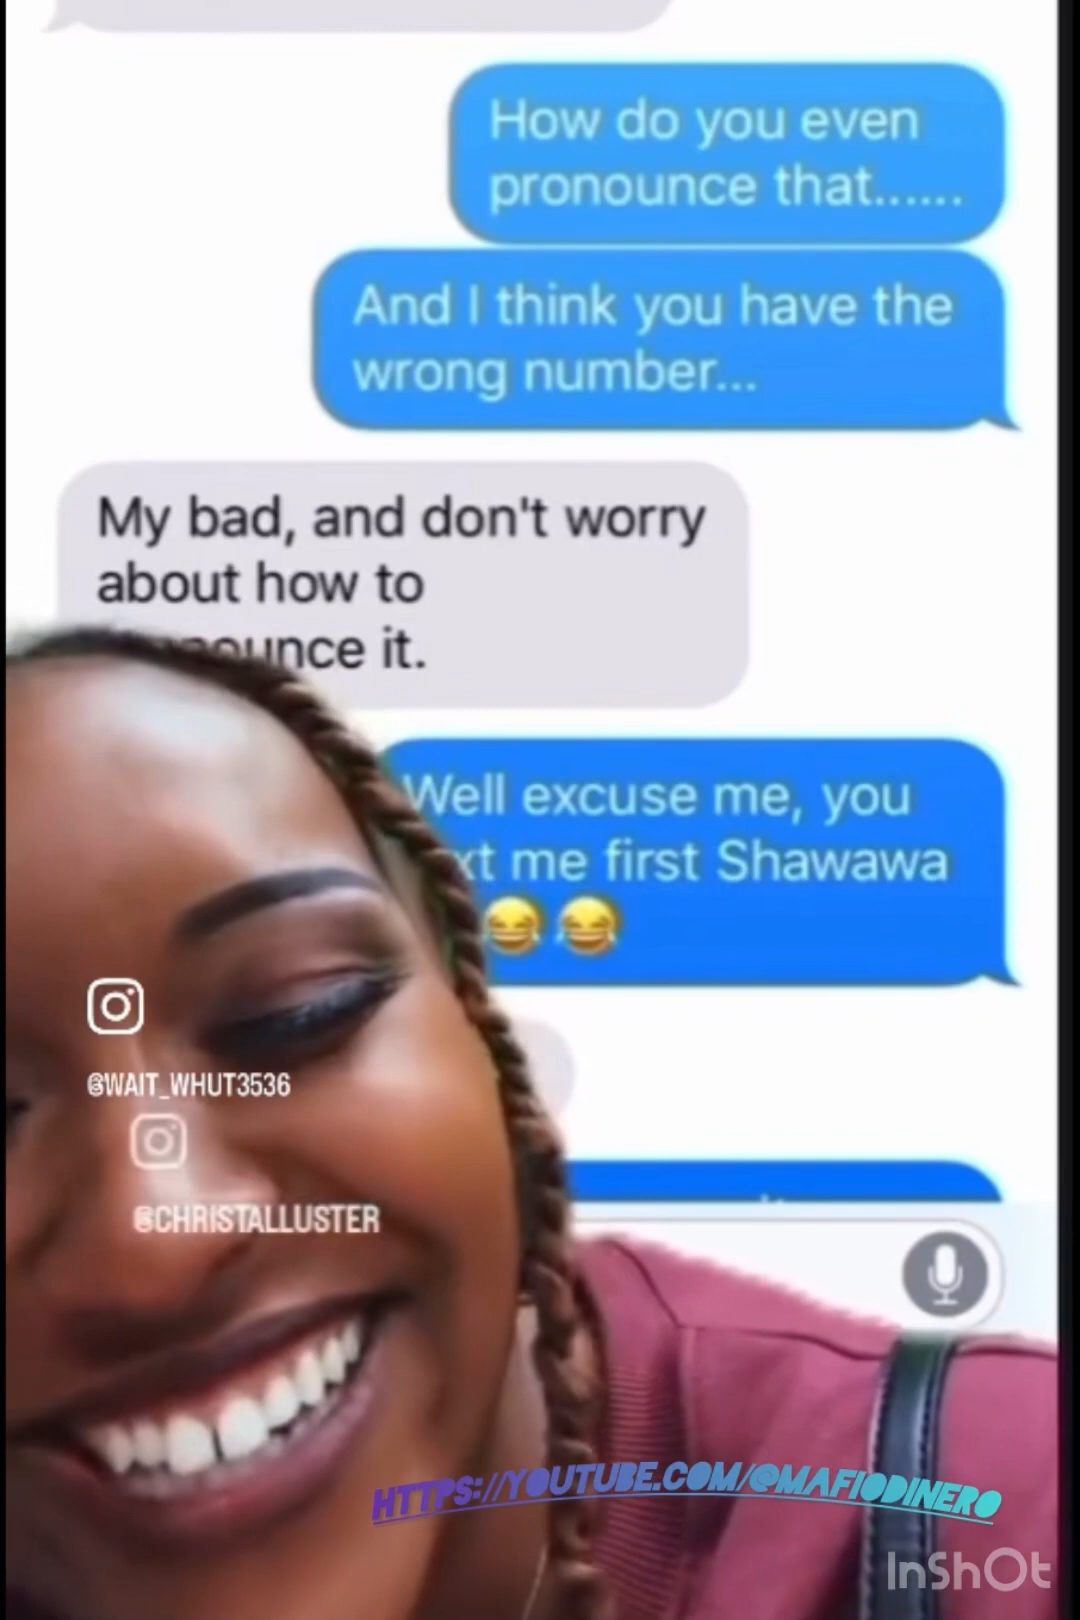 How do you even
pronounce that......
And I think you have the
wrong number...
My bad, and don't worry
about how to
it.
Well excuse me, you
me first Shawawa
😂 😂
@WAIT_WHUT3536
@CHRISTALLUSTER
HTTPS://YOUTUBE.COM/@MAFIODINERO
InShOt